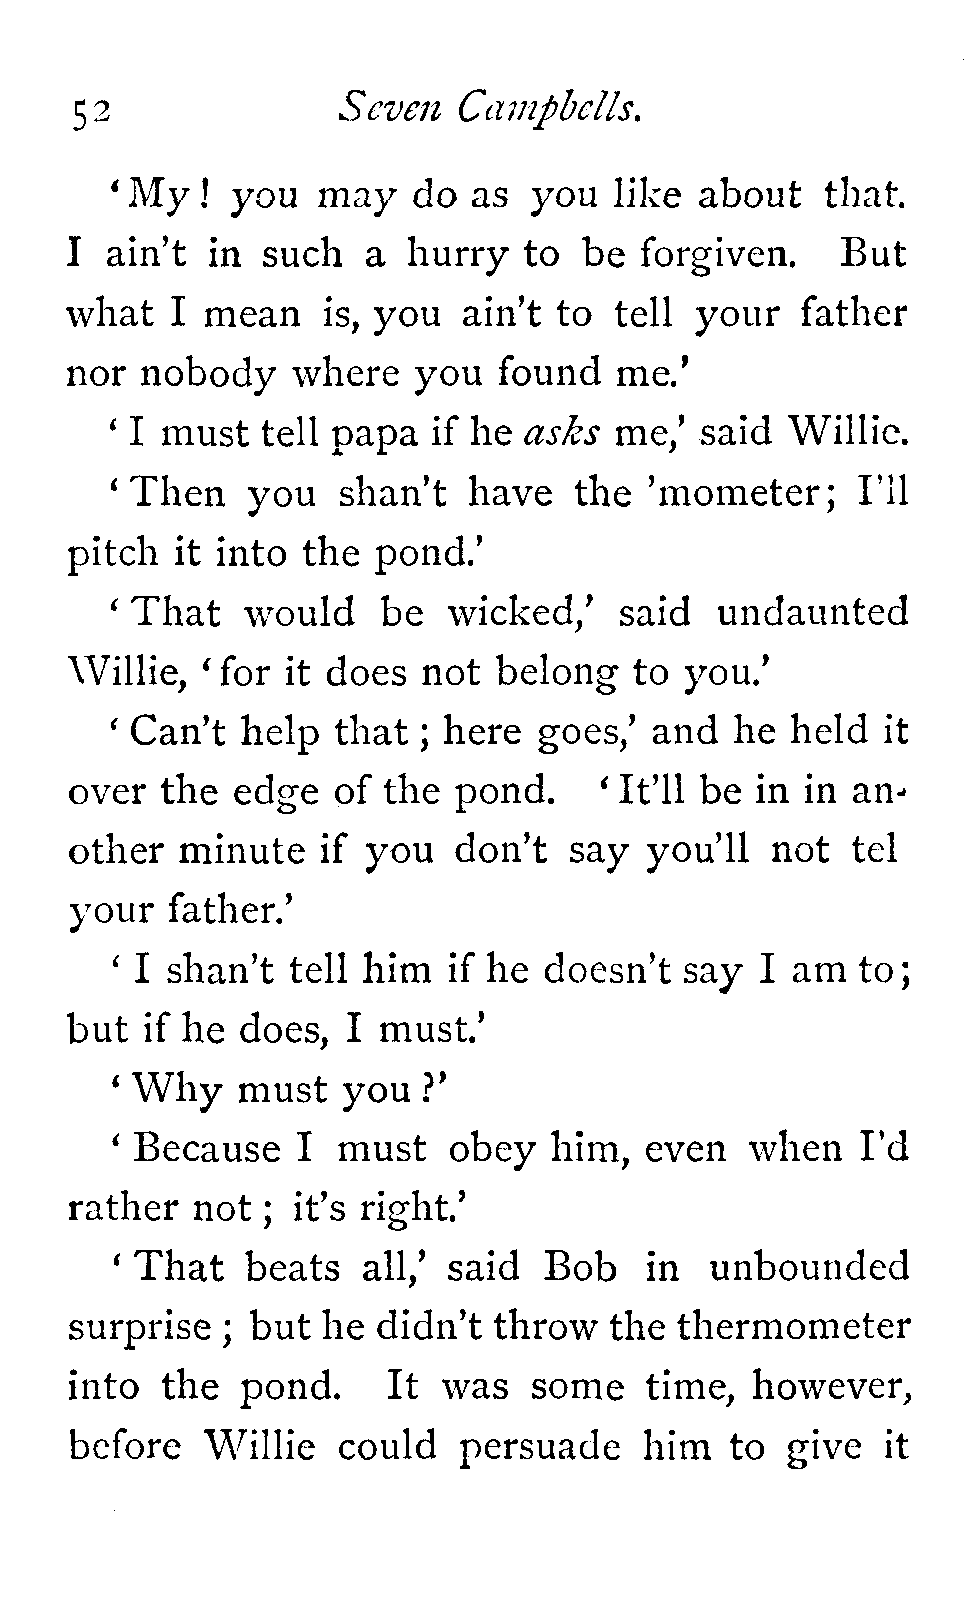 52 Seven Campbells.
‘My! you may do as you like about that.
I ain’t in such a hurry to be forgiven. But
what I mean is, you ain’t to tell your father
nor nobody where you found me.’
‘I must tell papa if he asks me,’ said Willie.
‘Then you shan’t have the ’mometer; I’ll
pitch it into the pond.’
‘That would be wicked,’ said undaunted
Willie, ‘for it does not belong to you.’
‘Can’t help that; here goes,’ and he held it
over the edge of the pond. ‘It’ll be in in an-
other minute if you don’t say you’ll not tel
your father.’
‘I shan’t tell him if he doesn’t say I am to;
but if he does, I must.’
‘Why must you?’
‘Because I must obey him, even when I’d
rather not; it’s right.’
‘That beats all,’ said Bob in unbounded
surprise; but he didn’t throw the thermometer
into the pond. It was some time, however,
before Willie could persuade him to give it